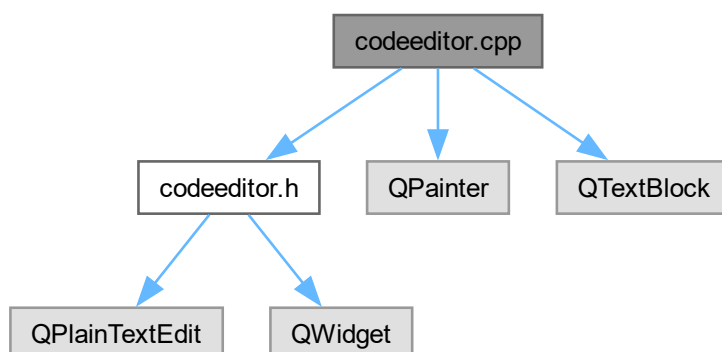 codeeditor.cpp
codeeditor.h
QPainter
QTextBlock
QPlainTextEdit
QWidget